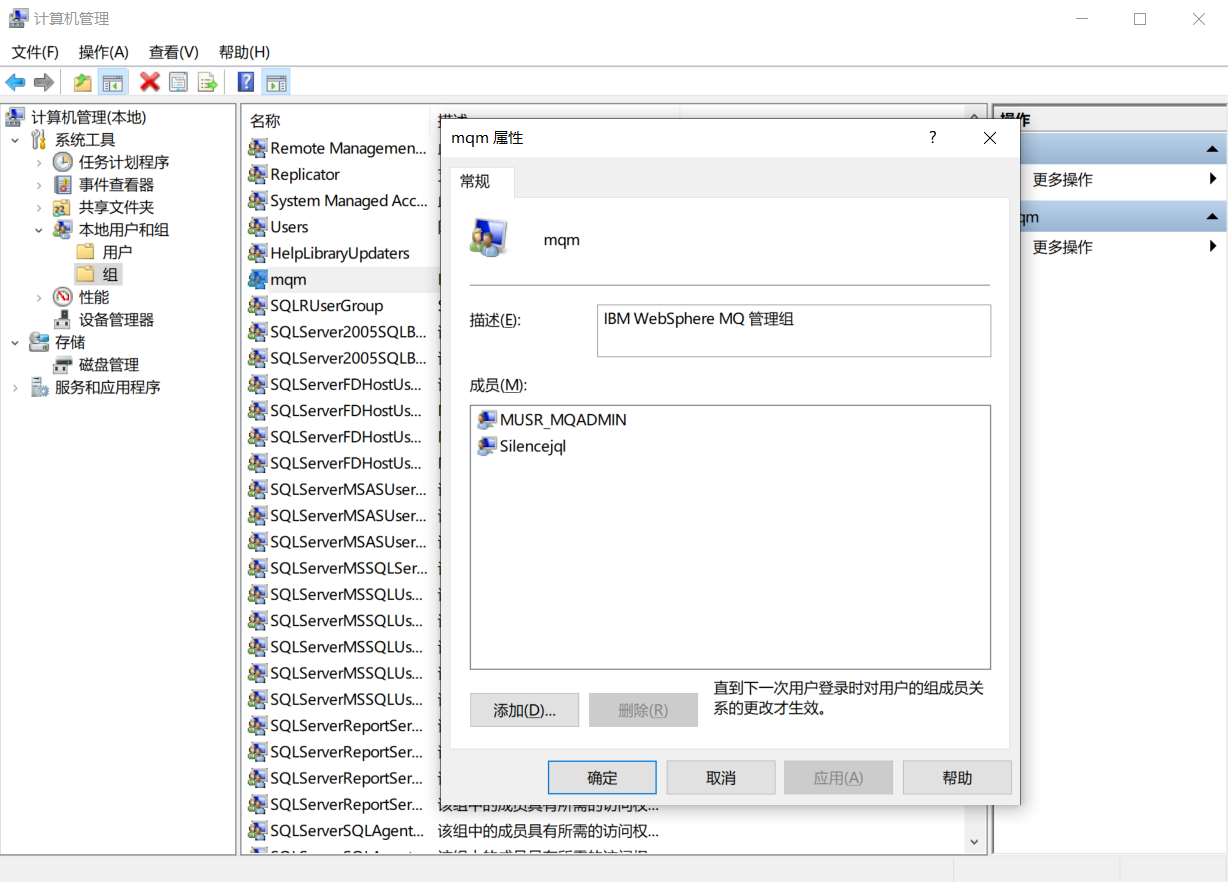 计算机管理
文件(F) 操作(A) 查看(V) 帮助(H)
计算机管理(本地)
系统工具
任务计划程序
事件查看器
共享文件夹
本地用户和组
用户
组
性能
设备管理器
存储
磁盘管理
服务和应用程序
名称
Remote Managemen...
Replicator
System Managed Acc...
Users
HelpLibraryUpdaters
mqm
SQLRUserGroup
SQLServer2005SQLB...
SQLServer2005SQLB...
SQLServerFDHostUs...
SQLServerFDHostUs...
SQLServerFDHostUs...
SQLServerFDHostUs...
SQLServerMSASUser...
SQLServerMSASUser...
SQLServerMSASUser...
SQLServerMSSQLSer...
SQLServerMSSQLUs...
SQLServerMSSQLUs...
SQLServerMSSQLUs...
SQLServerMSSQLUs...
SQLServerMSSQLUs...
SQLServerReportSer...
SQLServerReportSer...
SQLServerReportSer...
SQLServerReportSer... 该组中的成员具有所需的访问权...
SQLServerSQLAgent... 该组中的成员具有所需的访问权...
mqm 属性
常规
mqm
描述(E):
IBM WebSphere MQ 管理组
成员(M):
MUSR_MQADMIN
Silencejql
添加(D)...
删除(R)
直到下一次用户登录时对用户的组成员关
系的更改才生效。
确定 取消 应用(A) 帮助
操作
更多操作
qm
更多操作